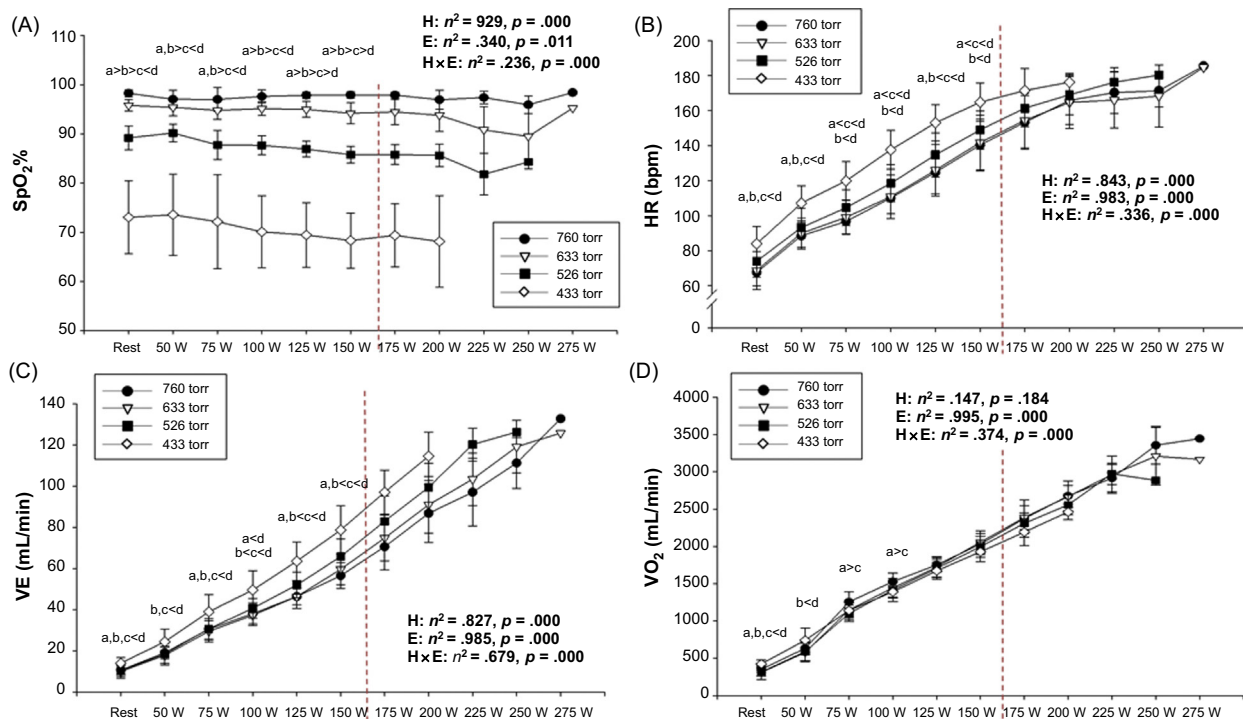 (A)
H: n² = 929, p = .000
E: n² = .340, p = .011
H×E: n² = .236, p = .000
a,b>c<d
a>b>c<d
a>b>c>d
a>b>c<d
a,b>c<d
a>b>c>d
SpO₂%
110
100
90
80
70
60
50
760 torr
633 torr
526 torr
433 torr
Rest 50 W 75 W 100 W 125 W 150 W 175 W 200 W 225 W 250 W 275 W
(B)
760 torr
633 torr
526 torr
433 torr
HR (bpm)
200
180
160
140
120
100
80
60
0
a,b,c<d
a,b,c<d
a<c<d
b<d
a<c<d
b<d
a,b<c<d
a<c<d
b<d
H: n² = .843, p = .000
E: n² = .983, p = .000
H×E: n² = .336, p = .000
Rest 50 W 75 W 100 W 125 W 150 W 175 W 200 W 225 W 250 W 275 W
(C)
760 torr
633 torr
526 torr
433 torr
VE (mL/min)
140
120
100
80
60
40
20
0
a,b,c<d
b,c<d
a,b,c<d
a<d
b<c<d
a,b<c<d
a,b<c<d
H: n² = .827, p = .000
E: n² = .985, p = .000
H×E: n² = .679, p = .000
Rest 50 W 75 W 100 W 125 W 150 W 175 W 200 W 225 W 250 W 275 W
(D)
760 torr
633 torr
526 torr
433 torr
H: n² = .147, p = .184
E: n² = .995, p = .000
H×E: n² = .374, p = .000
VO₂ (mL/min)
4000
3500
3000
2500
2000
1500
1000
500
0
a,b,c<d
b<d
a>c
a>c
Rest 50 W 75 W 100 W 125 W 150 W 175 W 200 W 225 W 250 W 275 W